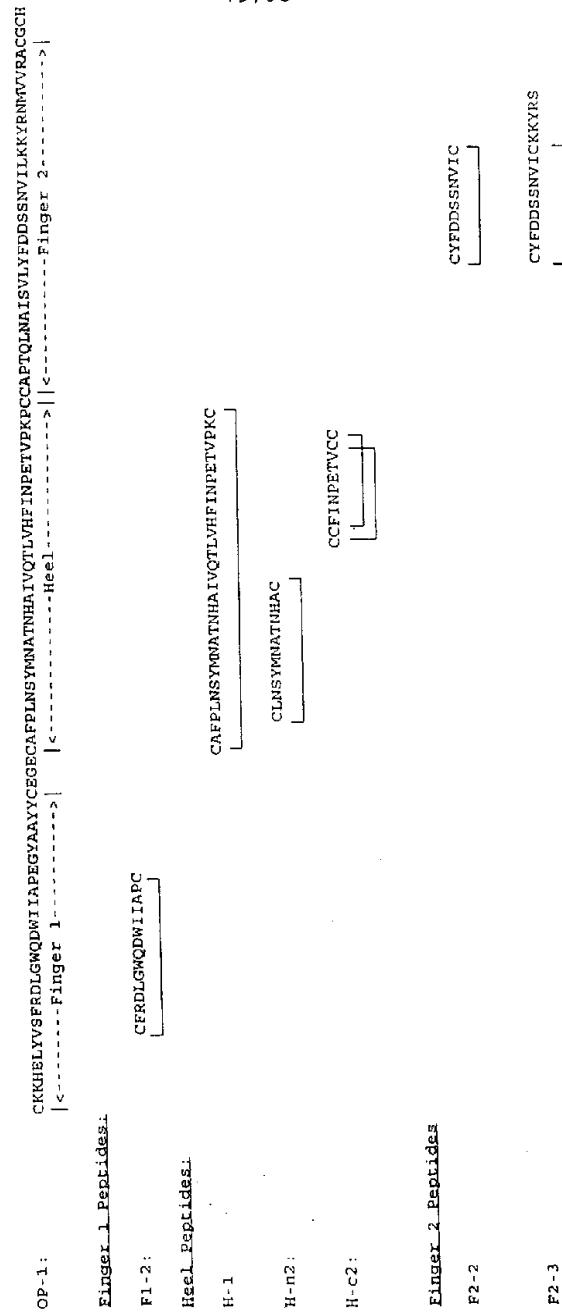 OP-1: CKKHELYVSFRDLGWQDWIIAPEGYAAYYCEGECAFPLNSYMNATNHAIVQTLVHFINPETVPKPCCAPTQLNAISVLYFDDSSNVILKKYRNMVVRACGCH
|<--------Finger 1---------->| |<-------------Heel-------------->||<------------Finger 2---------->|
Finger 1 Peptides:
F1-2: CFRDLGWQDWIIAPC
Heel Peptides:
H-1 CAFPLNSYMNATNHAIVQTLVHFINPETVPKC
H-n2: CLNSYMNATNHAC
H-c2: CCFINPETVCC
Finger 2 Peptides
F2-2 CYFDDSSNVIC
F2-3 CYFDDSSNVICKKYRS